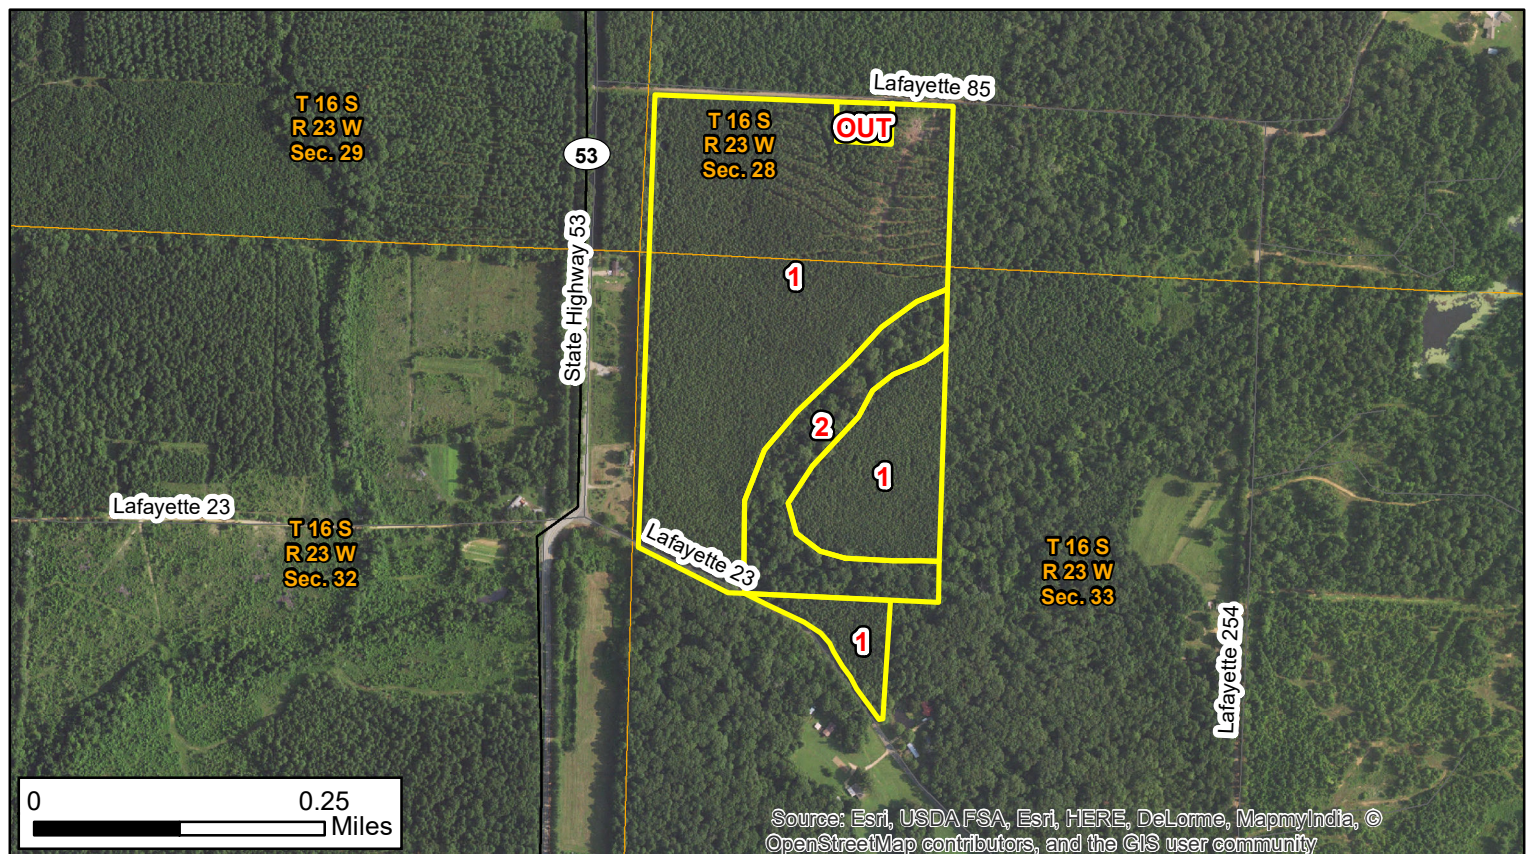 Lafayette 85
T 16 S
R 23 W
Sec. 29
T 16 S
R 23 W
Sec. 28
OUT
53
State Highway 53
1
2
1
Lafayette 23
T 16 S
R 23 W
Sec. 32
Lafayette 23
T 16 S
R 23 W
Sec. 33
1
Lafayette 254
0
0.25
Miles
Source: Esri, USDA FSA, Esri, HERE, DeLorme, MapmyIndia, ©
OpenStreetMap contributors, and the GIS user community